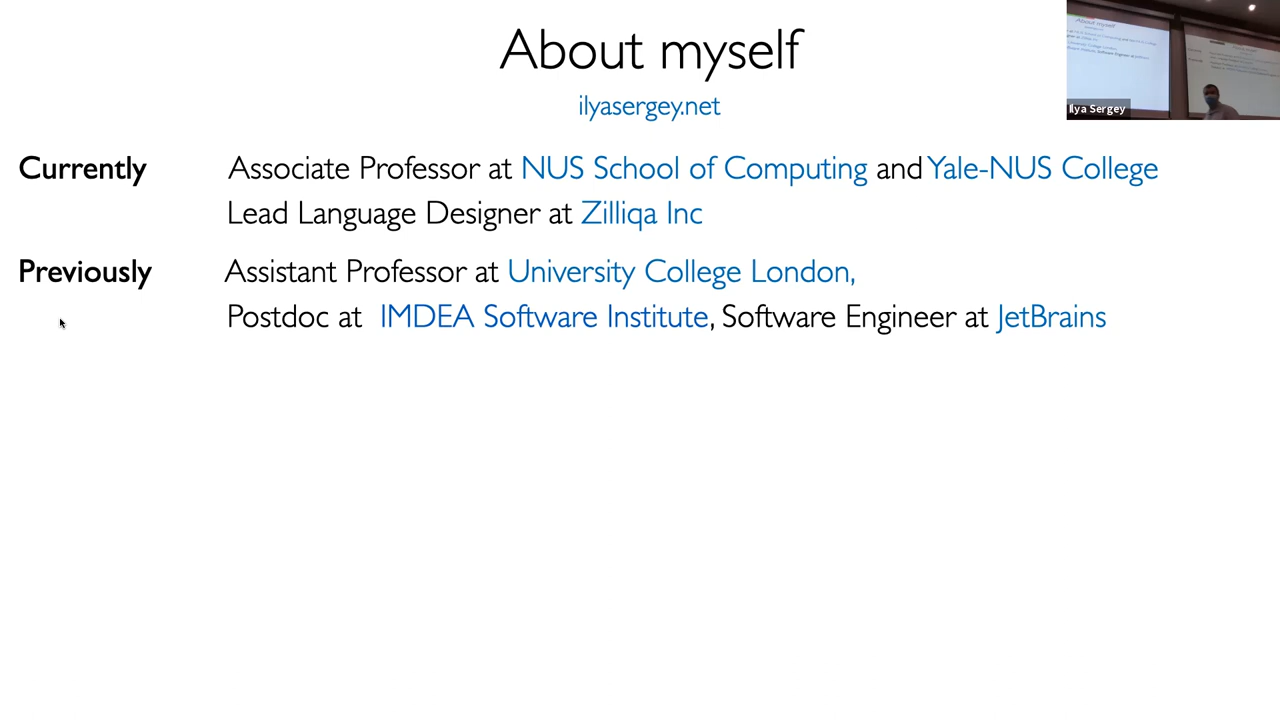 About myself
ilyasergey.net
Currently Associate Professor at NUS School of Computing and Yale-NUS College
Lead Language Designer at Zilliqa Inc
Previously Assistant Professor at University College London,
Postdoc at IMDEA Software Institute, Software Engineer at JetBrains
About myself
Ilya Sergey